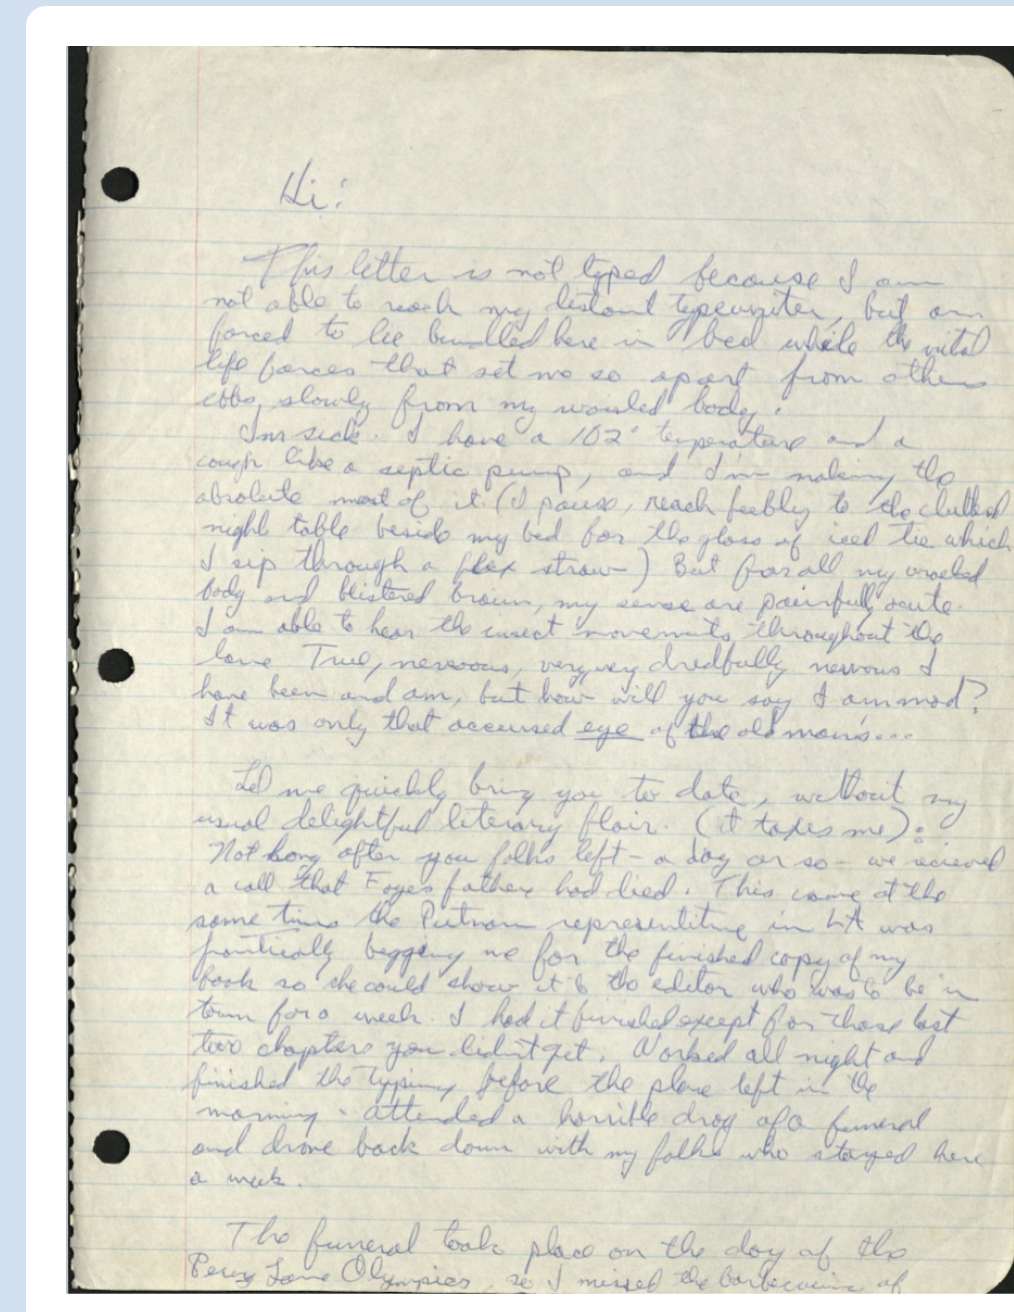 Hi!
This letter is not typed because I am
not able to reach my distant typewriter, but am
forced to lie bundled here in bed while the vital
life forces that set me so apart from others
ebbs slowly from my wasted body.
I'm sick. I have a 102° temperature and a
cough like a septic pump, and I'm making the
absolute most of it. (I pause, reach feebly to the cluttered
night table beside my bed for the glass of iced tea which
I sip through a flex straw) But for all my wracked
body and blistered brain, my sense are painfully acute.
I am able to hear the insect movements throughout the
lane. True, nervous, very, very dredfully nervous I
have been and am, but how will you say I am mad?
It was only that accursed eye of the old man's...
Let me quickly bring you to date, without my
usual delightful literary flair. (it taxes me):
Not long after you folks left - a day or so - we recieved
a call that Fayes father had died. This came at the
same time the Putnam representitive in LA was
frantically begging me for the finished copy of my
book so she could show it to the editor who was to be in
town for a week. I had it finished except for those last
two chapters you didn't get. Worked all night and
finished the typing before the plane left in the
morning. attended a horrible drag of a funeral
and drove back down with my folks who stayed here
a week.
The funeral took place on the day of the
Perry Lane Olympics, so I missed the barbecuing of